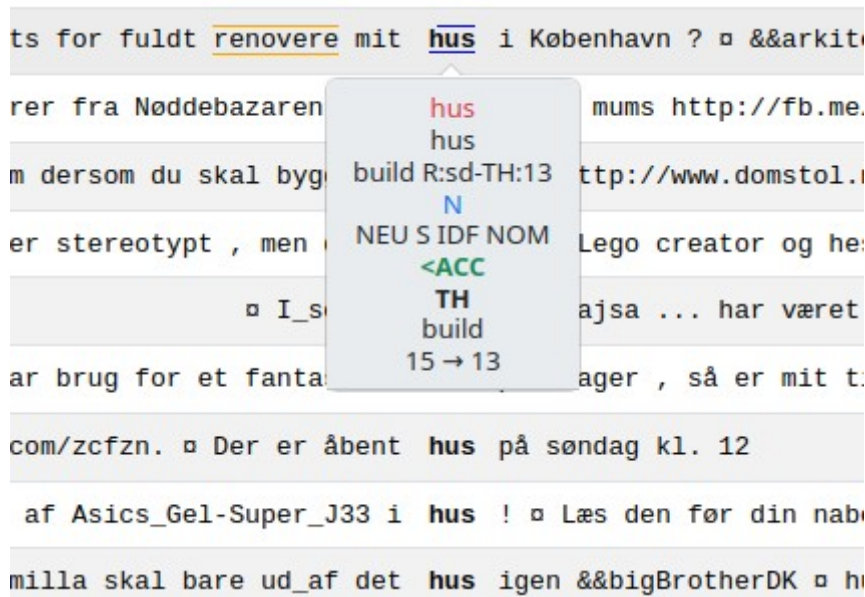 ts for fuldt renovere mit hus i København ? ¤ &&arkit
rer fra Nøddebazaren mums http://fb.me
m dersom du skal byg ttp://www.domstol.
er stereotypt , men Lego creator og he
¤ I_s ajsa ... har været
ar brug for et fanta ager , så er mit t
com/zcfzn. ¤ Der er åbent hus på søndag kl. 12
af Asics_Gel-Super_J33 i hus ! ¤ Læs den før din nab
milla skal bare ud_af det hus igen &&bigBrotherDK ¤ h
hus
hus
build R:sd-TH:13
N
NEU S IDF NOM
<ACC
TH
build
15 → 13